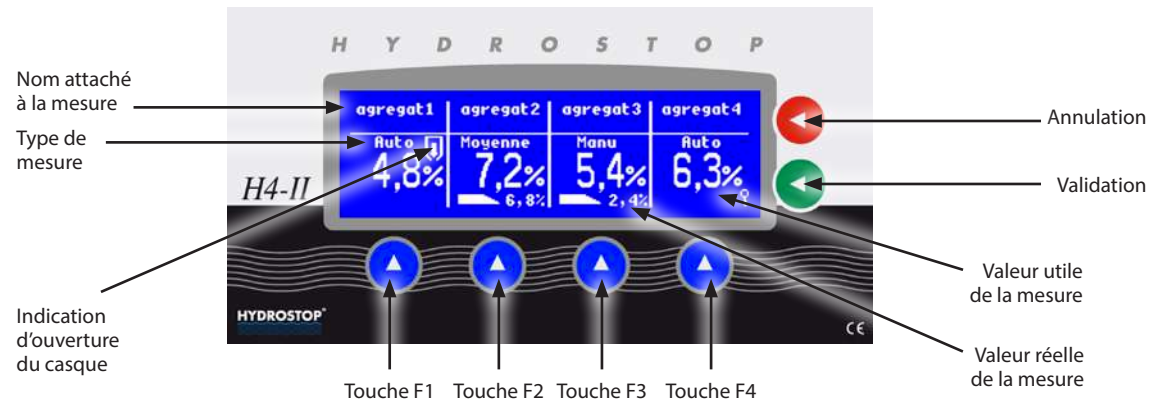 H Y D R O S T O P
Nom attaché
à la mesure
Type de
mesure
Indication
d'ouverture
du casque
agregat1 agregat2 agregat3 agregat4
Auto Moyenne Manu Auto
4,8% 7,2% 5,4% 6,3%
6,8% 2,4%
H4-II
HYDROSTOP
CE
Annulation
Validation
Valeur utile
de la mesure
Valeur réelle
de la mesure
Touche F1 Touche F2 Touche F3 Touche F4